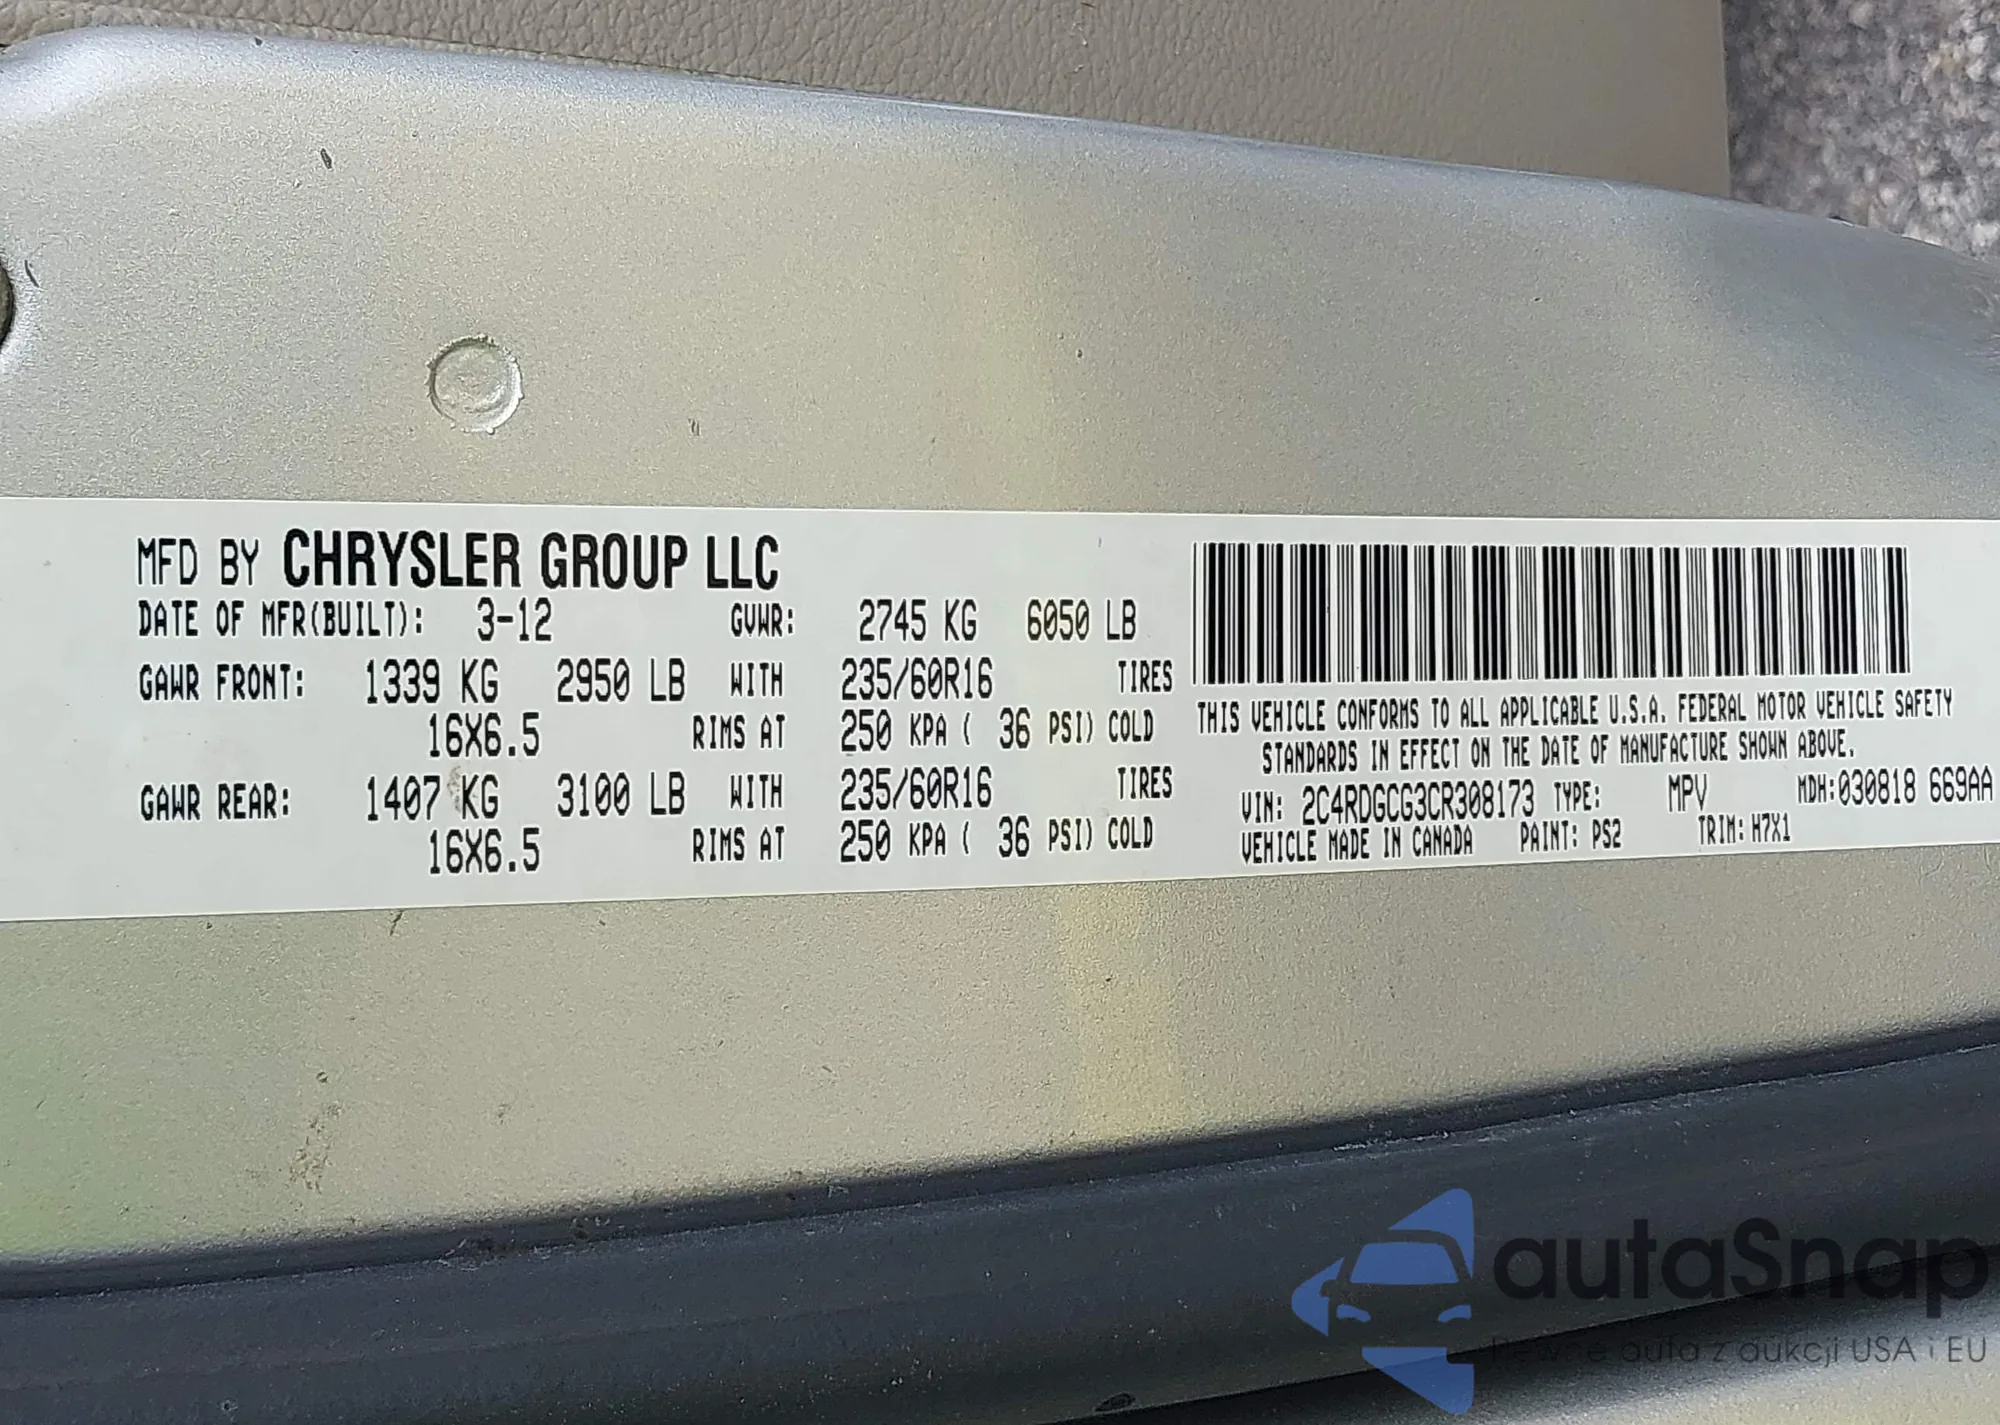 MFD BY CHRYSLER GROUP LLC
DATE OF MFR(BUILT): 3-12 GVWR: 2745 KG 6050 LB
GAWR FRONT: 1339 KG 2950 LB WITH 235/60R16 TIRES
16X6.5 RIMS AT 250 KPA ( 36 PSI) COLD
GAWR REAR: 1407 KG 3100 LB WITH 235/60R16 TIRES
16X6.5 RIMS AT 250 KPA ( 36 PSI) COLD
THIS VEHICLE CONFORMS TO ALL APPLICABLE U.S.A. FEDERAL MOTOR VEHICLE SAFETY
STANDARDS IN EFFECT ON THE DATE OF MANUFACTURE SHOWN ABOVE.
VIN: 2C4RDGCG3CR308173 TYPE: MPV MDH:030818 669AA
VEHICLE MADE IN CANADA PAINT: PS2 TRIM: H7X1
autaSnap
Pewne auta z aukcji USA i EU